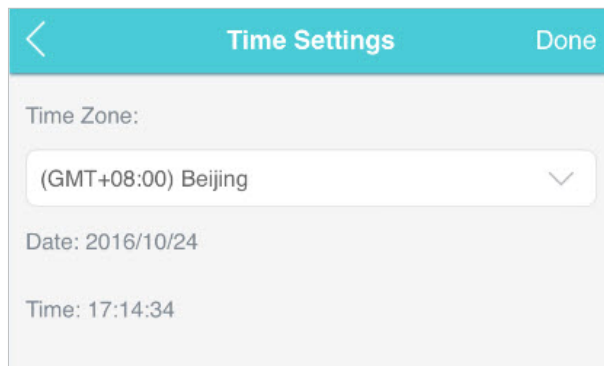 Time Settings
Done
Time Zone:
(GMT+08:00) Beijing
Date: 2016/10/24
Time: 17:14:34